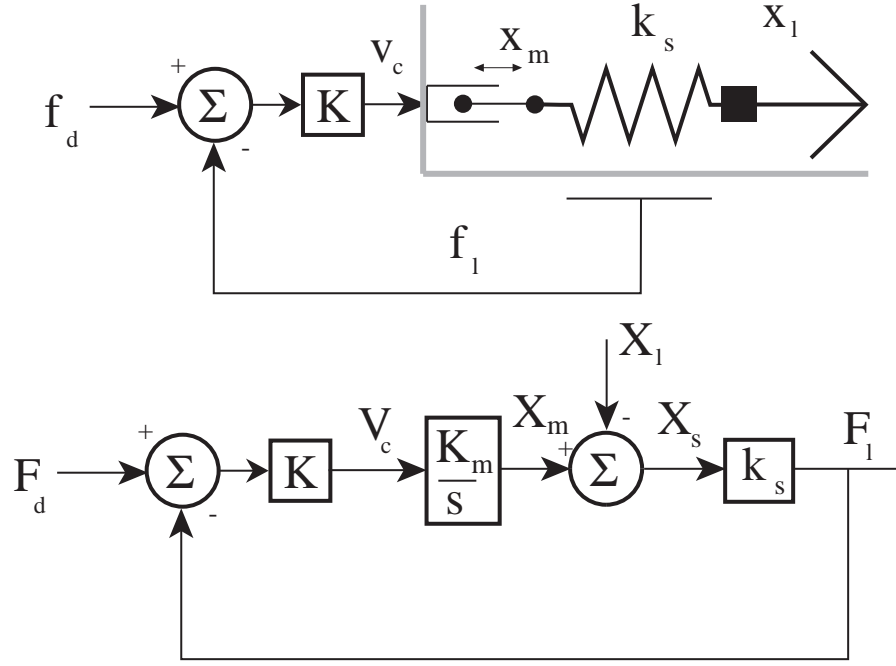 x_m
k_s
x_l
v_c
+
f_d
Σ
K
-
f_l
X_l
-
+
V_c
K_m
s
X_m
+
X_s
F_l
F_d
Σ
K
Σ
k_s
-